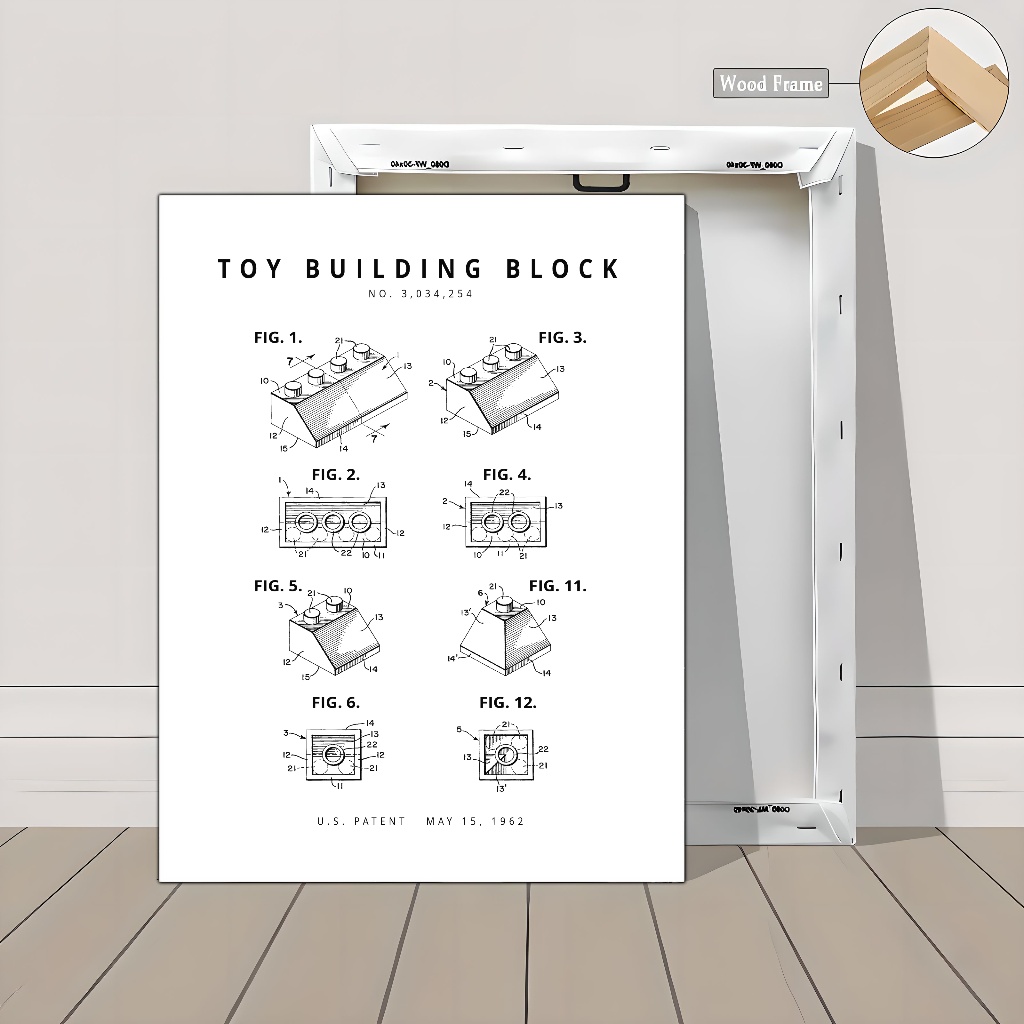 Wood Frame
TOY BUILDING BLOCK
NO. 3,034,254
FIG. 1. FIG. 3.
21 21
7 1 13 10 13
10 2
12 7 12
15 14 15 14
FIG. 2. FIG. 4.
1 14 13 14 22 13
2
12 12 12
21 22 10 11 10 11 21
FIG. 5. FIG. 11.
21 10 6 21 10
3 13 13' 13
12 14'
15 14 14
FIG. 6. FIG. 12.
14 21
3 13
22 22
12 12 13
21 21 21
11 13'
U.S. PATENT MAY 15, 1962